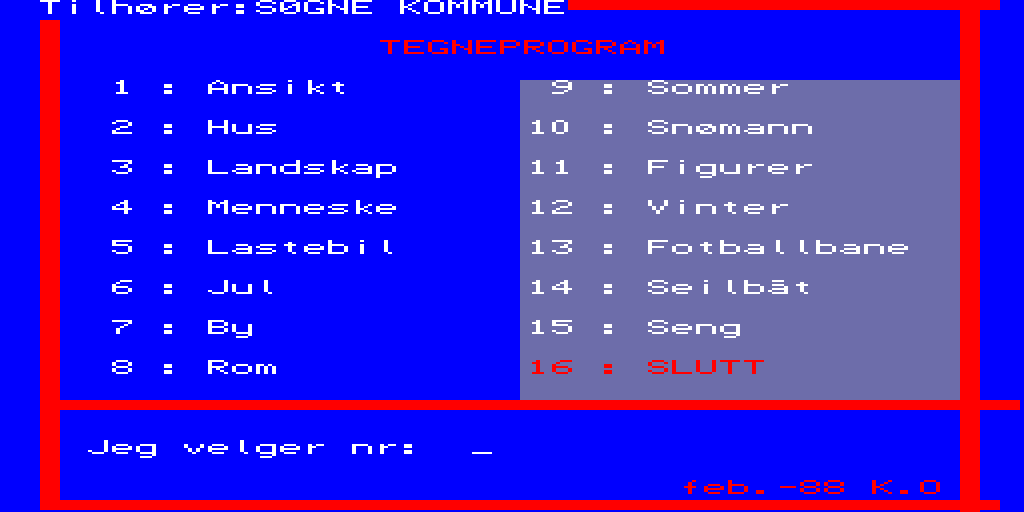 Tilhører:SØGNE KOMMUNE
TEGNEPROGRAM
1 : Ansikt
2 : Hus
3 : Landskap
4 : Menneske
5 : Lastebil
6 : Jul
7 : By
8 : Rom
9 : Sommer
10 : Snømann
11 : Figurer
12 : Vinter
13 : Fotballbane
14 : Seilbåt
15 : Seng
16 : SLUTT
Jeg velger nr: _
feb.-88 K.O